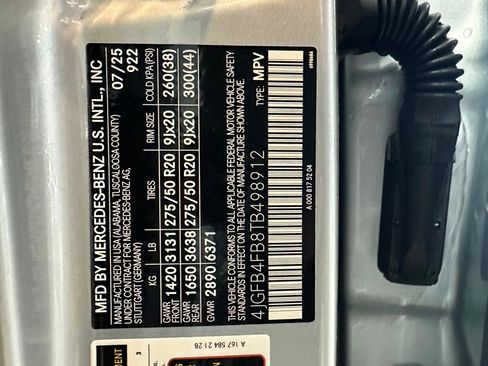 MFD BY MERCEDES-BENZ U.S. INTL., INC
MANUFACTURED IN USA (ALABAMA, TUSCALOOSA COUNTY)
UNDER CONTRACT FOR MERCEDES-BENZ AG,
STUTTGART (GERMANY)
07/25
922
KG LB TIRES RIM SIZE COLD KPA(PSI)
GAWR FRONT 1420 3131 275/50 R20 9Jx20 260(38)
GAWR REAR 1650 3638 275/50 R20 9Jx20 300(44)
GVWR 2890 6371
THIS VEHICLE CONFORMS TO ALL APPLICABLE FEDERAL MOTOR VEHICLE SAFETY
STANDARDS IN EFFECT ON THE DATE OF MANUFACTURE SHOWN ABOVE.
4JGFB4FB8TB498912 TYPE: MPV
A 000 817 52 04
A 167 584 21 28
3